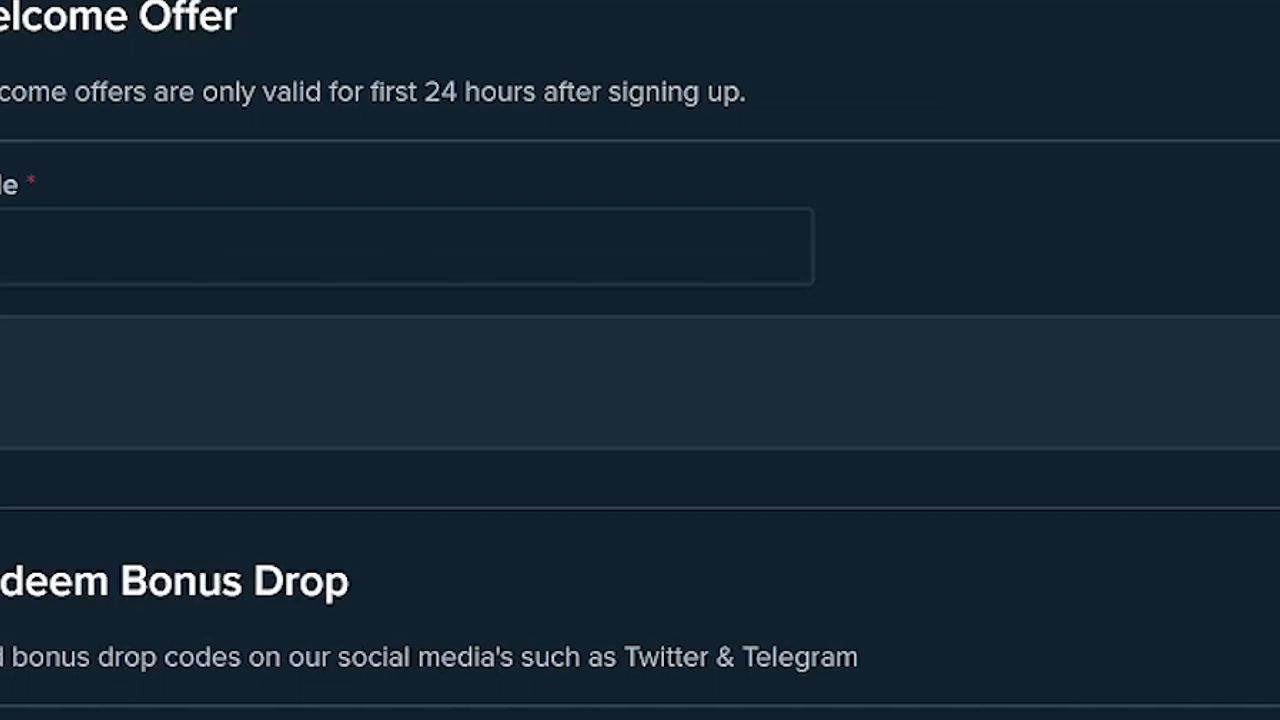 elcome Offer
come offers are only valid for first 24 hours after signing up.
de *
deem Bonus Drop
d bonus drop codes on our social media's such as Twitter & Telegram